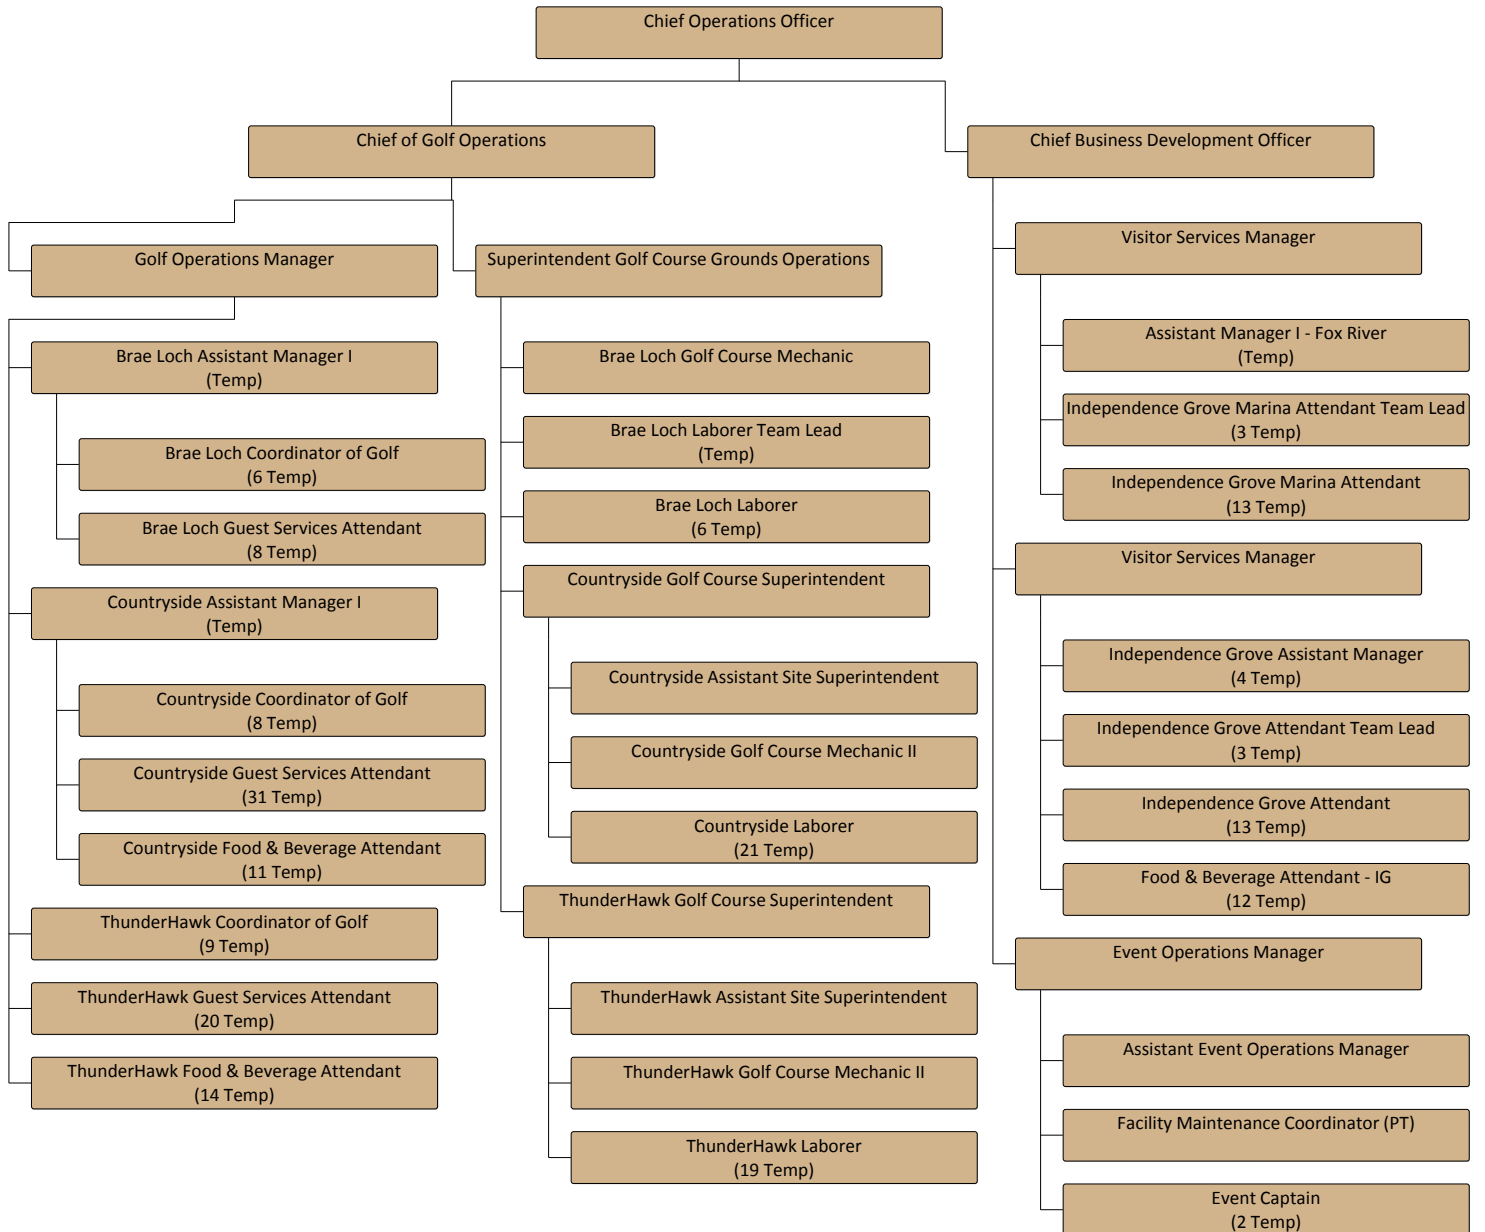 Chief Operations Officer
Chief of Golf Operations
Chief Business Development Officer
Golf Operations Manager
Brae Loch Assistant Manager I
(Temp)
Brae Loch Coordinator of Golf
(6 Temp)
Brae Loch Guest Services Attendant
(8 Temp)
Countryside Assistant Manager I
(Temp)
Countryside Coordinator of Golf
(8 Temp)
Countryside Guest Services Attendant
(31 Temp)
Countryside Food & Beverage Attendant
(11 Temp)
ThunderHawk Coordinator of Golf
(9 Temp)
ThunderHawk Guest Services Attendant
(20 Temp)
ThunderHawk Food & Beverage Attendant
(14 Temp)
Superintendent Golf Course Grounds Operations
Brae Loch Golf Course Mechanic
Brae Loch Laborer Team Lead
(Temp)
Brae Loch Laborer
(6 Temp)
Countryside Golf Course Superintendent
Countryside Assistant Site Superintendent
Countryside Golf Course Mechanic II
Countryside Laborer
(21 Temp)
ThunderHawk Golf Course Superintendent
ThunderHawk Assistant Site Superintendent
ThunderHawk Golf Course Mechanic II
ThunderHawk Laborer
(19 Temp)
Visitor Services Manager
Assistant Manager I - Fox River
(Temp)
Independence Grove Marina Attendant Team Lead
(3 Temp)
Independence Grove Marina Attendant
(13 Temp)
Visitor Services Manager
Independence Grove Assistant Manager
(4 Temp)
Independence Grove Attendant Team Lead
(3 Temp)
Independence Grove Attendant
(13 Temp)
Food & Beverage Attendant - IG
(12 Temp)
Event Operations Manager
Assistant Event Operations Manager
Facility Maintenance Coordinator (PT)
Event Captain
(2 Temp)